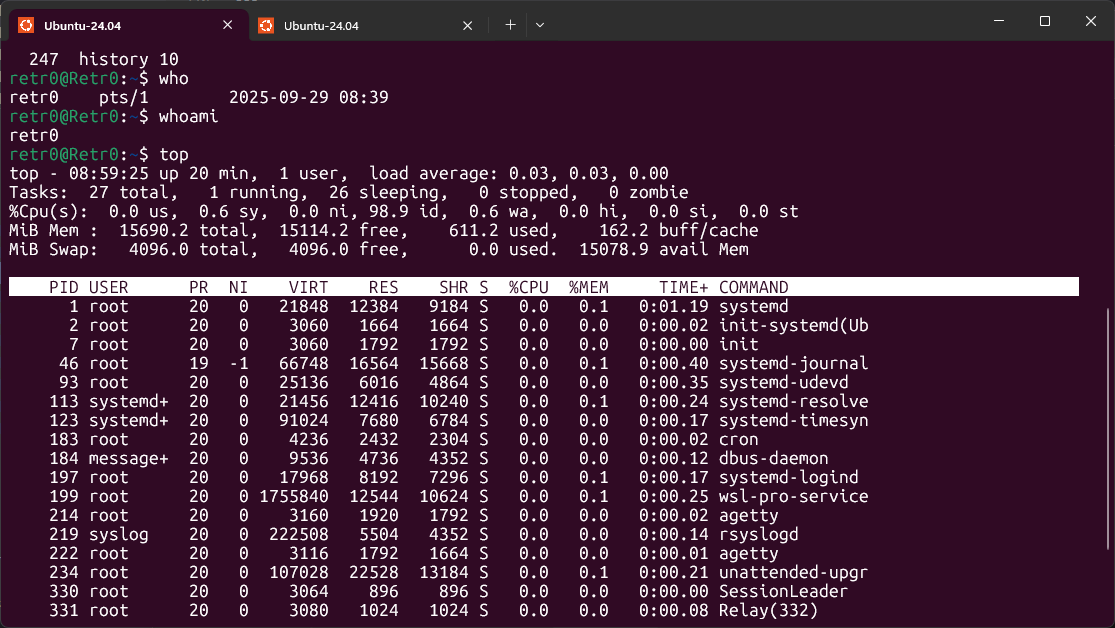 Ubuntu-24.04
Ubuntu-24.04
  247  history 10
retr0@Retr0:~$ who
retr0    pts/1        2025-09-29 08:39
retr0@Retr0:~$ whoami
retr0
retr0@Retr0:~$ top
top - 08:59:25 up 20 min,  1 user,  load average: 0.03, 0.03, 0.00
Tasks:  27 total,   1 running,  26 sleeping,   0 stopped,   0 zombie
%Cpu(s):  0.0 us,  0.6 sy,  0.0 ni, 98.9 id,  0.6 wa,  0.0 hi,  0.0 si,  0.0 st
MiB Mem :  15690.2 total,  15114.2 free,    611.2 used,    162.2 buff/cache
MiB Swap:   4096.0 total,   4096.0 free,      0.0 used.  15078.9 avail Mem
    PID USER      PR  NI    VIRT    RES    SHR S  %CPU  %MEM     TIME+ COMMAND
      1 root      20   0   21848  12384   9184 S   0.0   0.1   0:01.19 systemd
      2 root      20   0    3060   1664   1664 S   0.0   0.0   0:00.02 init-systemd(Ub
      7 root      20   0    3060   1792   1792 S   0.0   0.0   0:00.00 init
     46 root      19  -1   66748  16564  15668 S   0.0   0.1   0:00.40 systemd-journal
     93 root      20   0   25136   6016   4864 S   0.0   0.0   0:00.35 systemd-udevd
    113 systemd+  20   0   21456  12416  10240 S   0.0   0.1   0:00.24 systemd-resolve
    123 systemd+  20   0   91024   7680   6784 S   0.0   0.0   0:00.17 systemd-timesyn
    183 root      20   0    4236   2432   2304 S   0.0   0.0   0:00.02 cron
    184 message+  20   0    9536   4736   4352 S   0.0   0.0   0:00.12 dbus-daemon
    197 root      20   0   17968   8192   7296 S   0.0   0.1   0:00.17 systemd-logind
    199 root      20   0 1755840  12544  10624 S   0.0   0.1   0:00.25 wsl-pro-service
    214 root      20   0    3160   1920   1792 S   0.0   0.0   0:00.02 agetty
    219 syslog    20   0  222508   5504   4352 S   0.0   0.0   0:00.14 rsyslogd
    222 root      20   0    3116   1792   1664 S   0.0   0.0   0:00.01 agetty
    234 root      20   0  107028  22528  13184 S   0.0   0.1   0:00.21 unattended-upgr
    330 root      20   0    3064    896    896 S   0.0   0.0   0:00.00 SessionLeader
    331 root      20   0    3080   1024   1024 S   0.0   0.0   0:00.08 Relay(332)